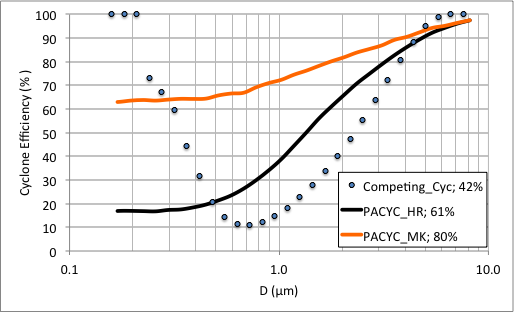 100
90
80
70
60
50
40
30
20
10
0
Cyclone Efficiency (% )
Competing_Cyc; 42%
PACYC_HR; 61%
PACYC_MK; 80%
0.1
1.0
10.0
D (µm)